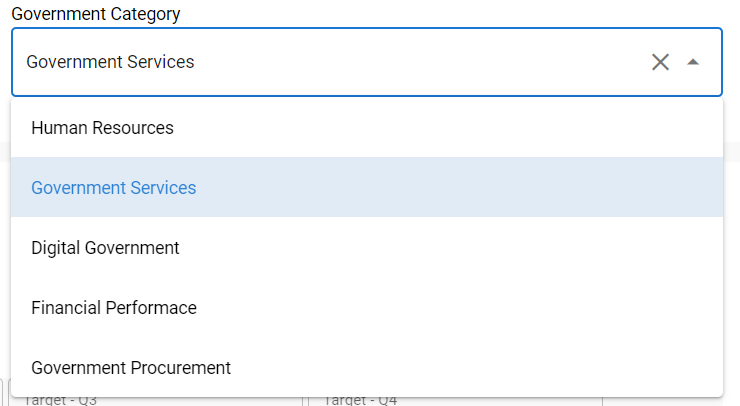 Government Category
Government Services
Human Resources
Government Services
Digital Government
Financial Performace
Government Procurement
Target - Q3
Target - Q4